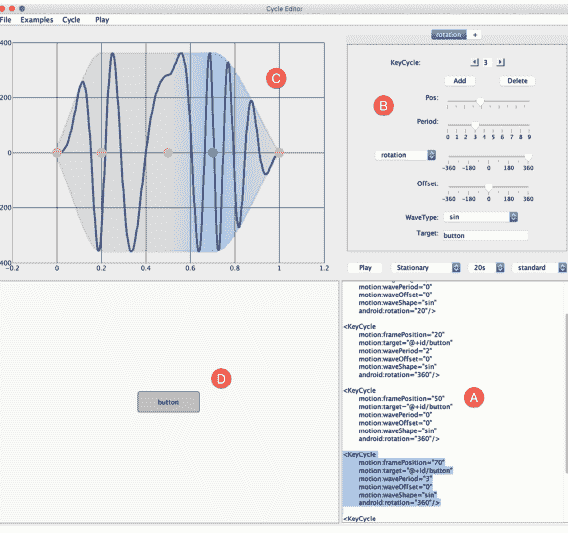 Cycle Editor
File Examples Cycle Play
400
200
0
-200
400
-0.2 0 0.2 0.4 0.6 0.8 1 1.2
C
rotation +
KeyCycle: 3
Add Delete
B
Pos:
Period:
0 1 2 3 4 5 6 7 8 9
rotation
-360 -180 0 180 360
Offset:
-360 -180 0 180 360
WaveType: sin
Target: button
Play Stationary 20s standard
D
button
motion:wavePeriod="0"
motion:waveOffset="0"
motion:waveShape="sin"
android:rotation="20"/>
<KeyCycle
motion:framePosition="20"
motion:target="@+id/button"
motion:wavePeriod="2"
motion:waveOffset="0"
motion:waveShape="sin"
android:rotation="360"/>
A
<KeyCycle
motion:framePosition="50"
motion:target="@+id/button"
motion:wavePeriod="0"
motion:waveOffset="0"
motion:waveShape="sin"
android:rotation="360"/>
<KeyCycle
motion:framePosition="70"
motion:target="@+id/button"
motion:wavePeriod="3"
motion:waveOffset="0"
motion:waveShape="sin"
android:rotation="360"/>
<KeyCycle